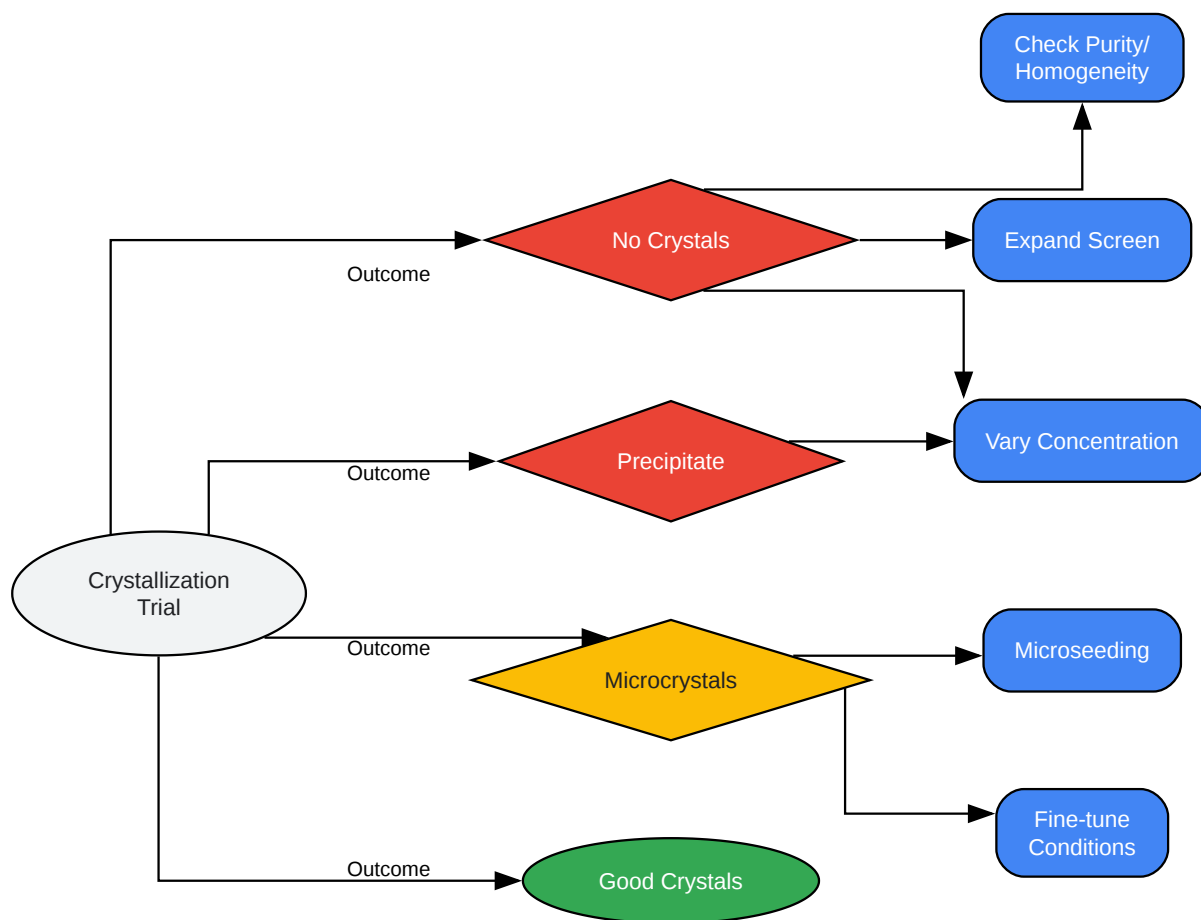 Check Purity/
Homogeneity
No Crystals
Expand Screen
Outcome
Vary Concentration
Precipitate
Outcome
Crystallization
Trial
Outcome
Microseeding
Microcrystals
Fine-tune
Conditions
Outcome
Good Crystals